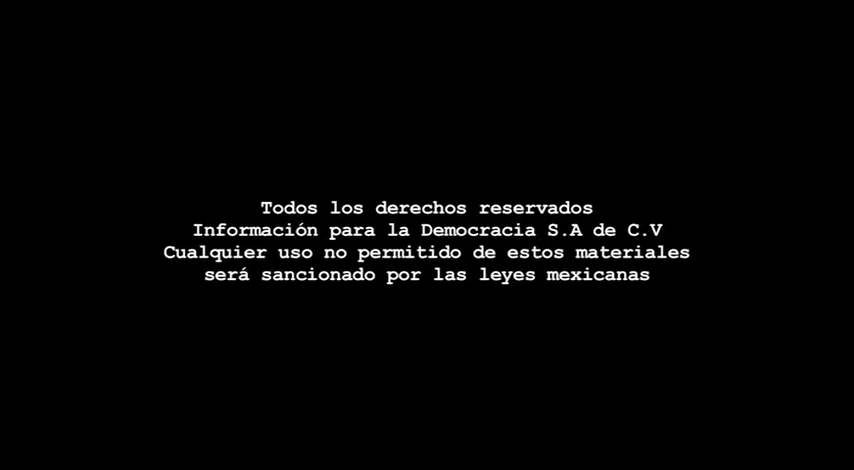 Todos los derechos reservados
Información para la Democracia S.A de C.V
Cualquier uso no permitido de estos materiales
será sancionado por las leyes mexicanas